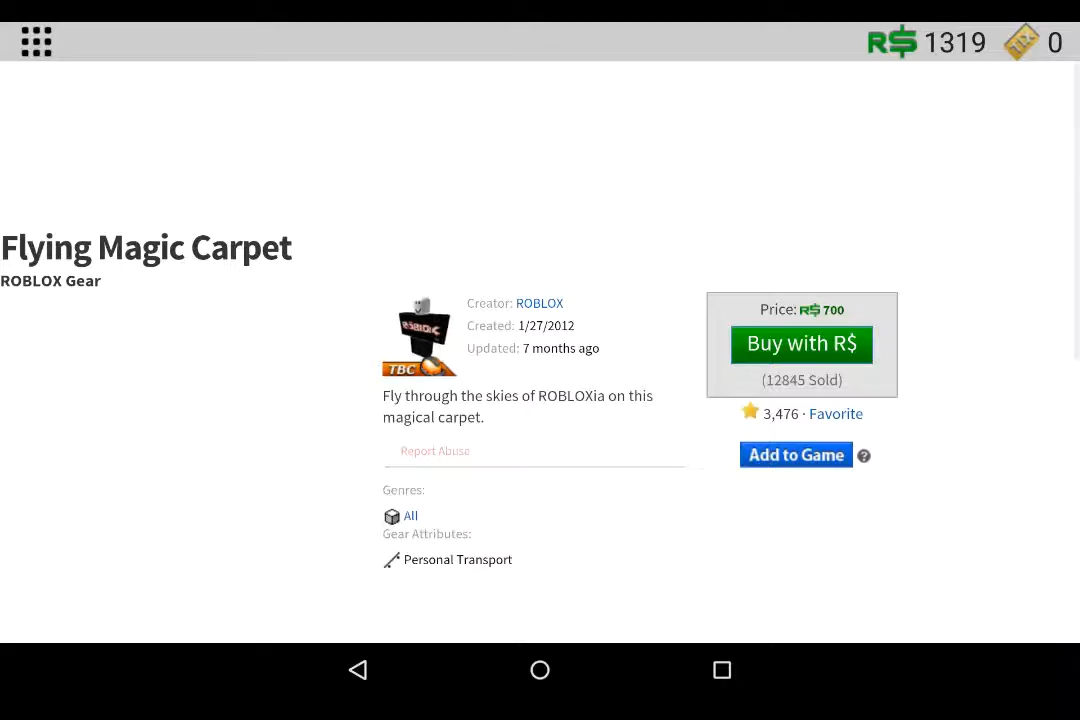 R$ 1319 TIX 0
Flying Magic Carpet
ROBLOX Gear
Creator: ROBLOX
Created: 1/27/2012
Updated: 7 months ago
ROBLOX
TBC
Fly through the skies of ROBLOXia on this
magical carpet.
Report Abuse
Genres:
All
Gear Attributes:
Personal Transport
Price: R$ 700
Buy with R$
(12845 Sold)
3,476 · Favorite
Add to Game ?